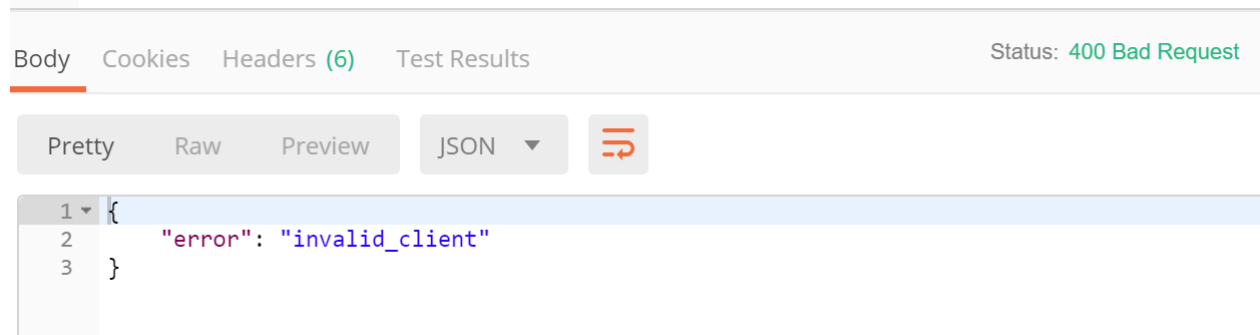 Body Cookies Headers (6) Test Results Status: 400 Bad Request
Pretty Raw Preview JSON
1 {
2 "error": "invalid_client"
3 }